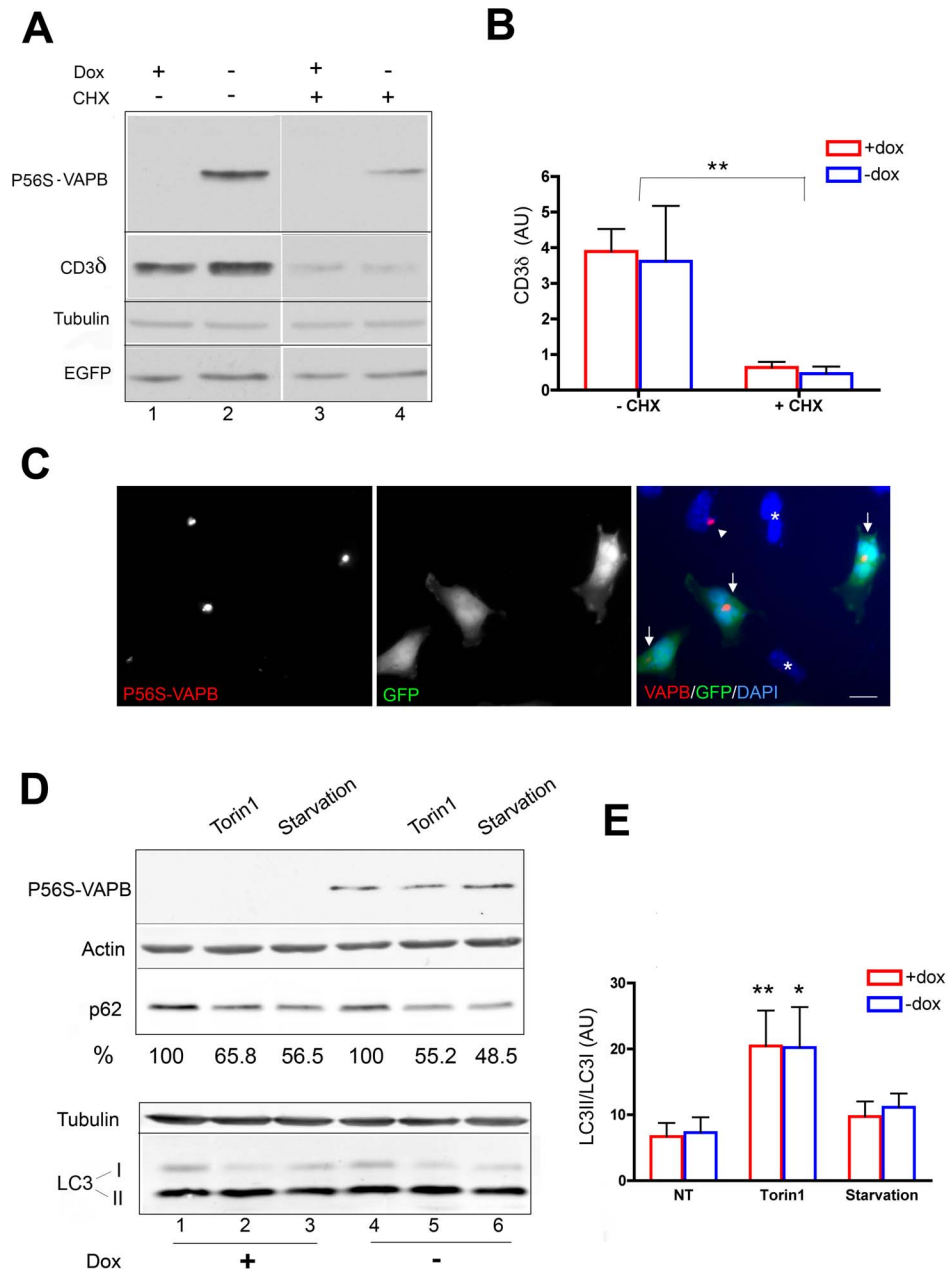 A
Dox + - + -
CHX - - + +
P56S-VAPB
CD3δ
Tubulin
EGFP
1 2 3 4
B
+dox
-dox
**
CD3δ (AU)
6
5
4
3
2
1
0
- CHX + CHX
C
P56S-VAPB
GFP
VAPB/GFP/DAPI
*
*
D
Torin1 Starvation Torin1 Starvation
P56S-VAPB
Actin
p62
% 100 65.8 56.5 100 55.2 48.5
Tubulin
LC3 I
II
1 2 3 4 5 6
Dox + -
E
+dox
-dox
** *
LC3II/LC3I (AU)
30
20
10
0
NT Torin1 Starvation